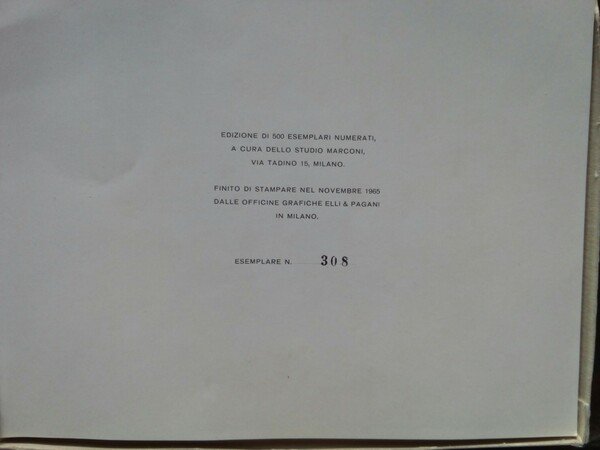 EDIZIONE DI 500 ESEMPLARI NUMERATI,
A CURA DELLO STUDIO MARCONI,
VIA TADINO 15, MILANO.
FINITO DI STAMPARE NEL NOVEMBRE 1965
DALLE OFFICINE GRAFICHE ELLI & PAGANI
IN MILANO.
ESEMPLARE N. 308